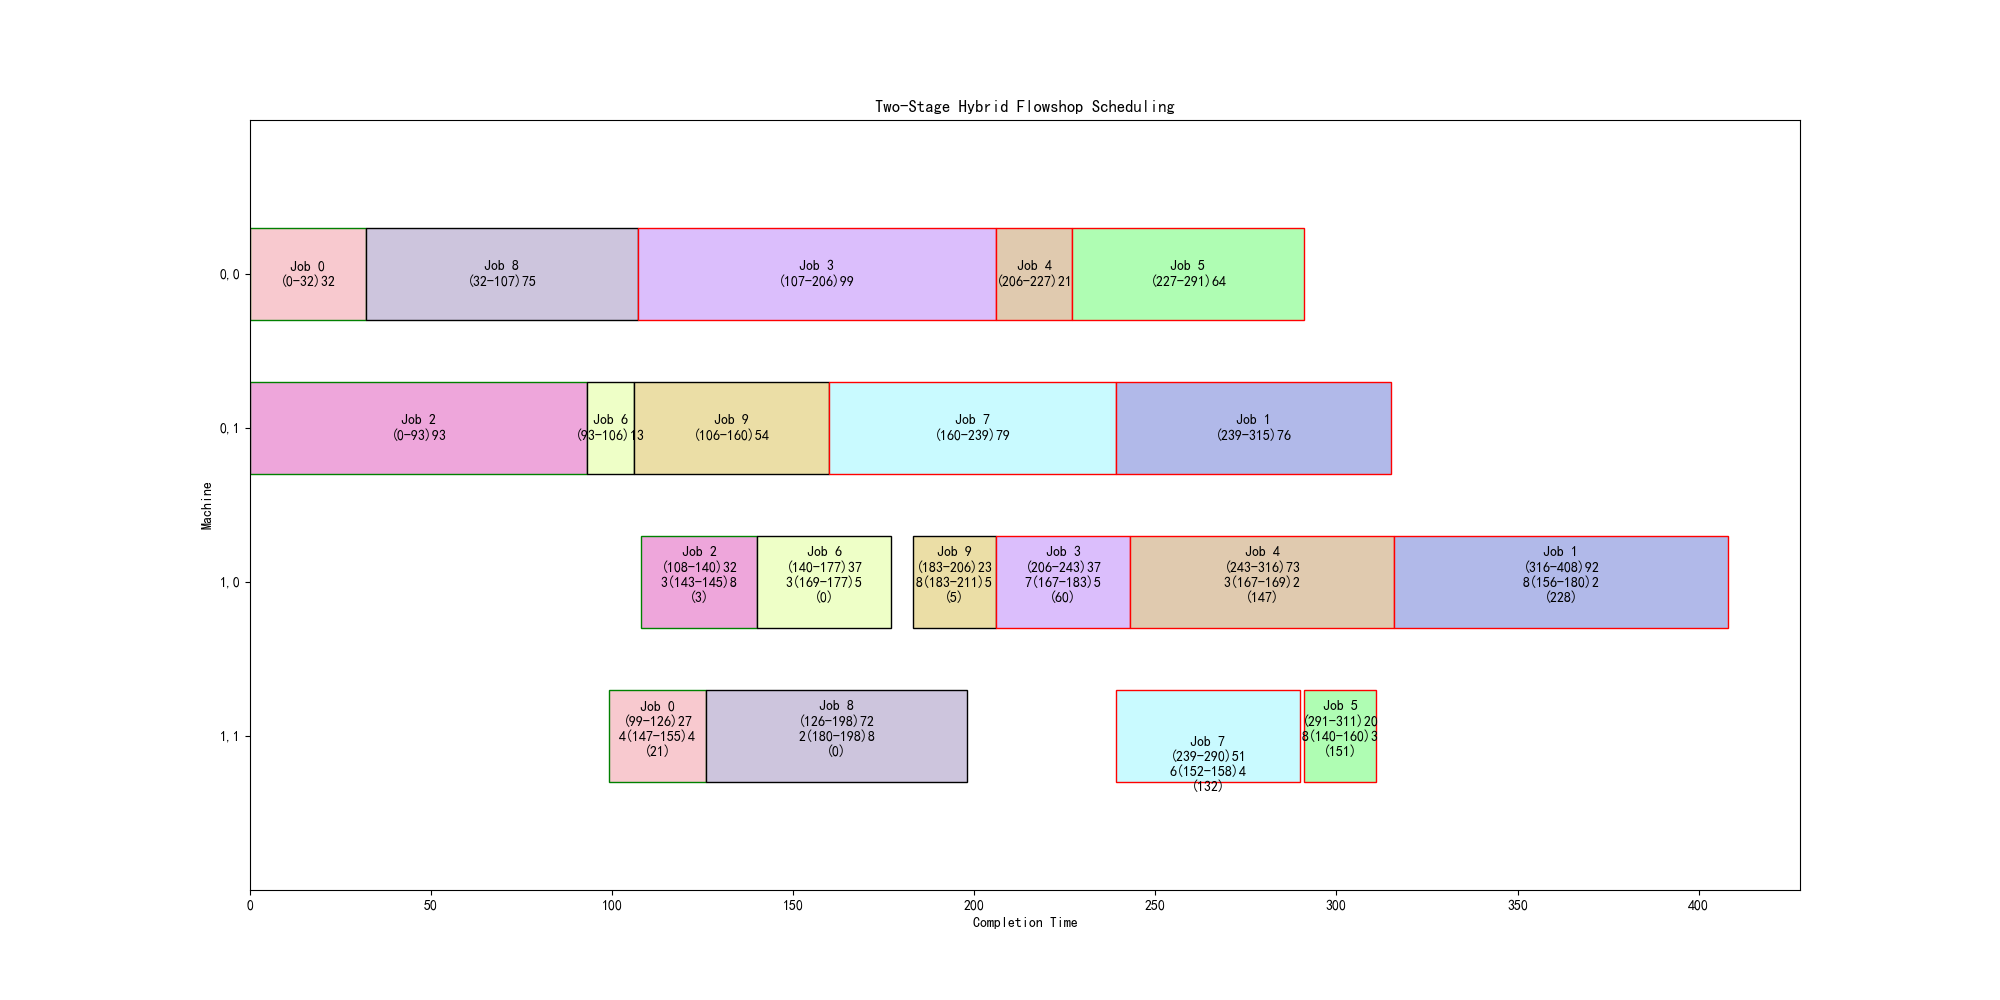 Two-Stage Hybrid Flowshop Scheduling
0,0
Job 0
(0-32)32
Job 8
(32-107)75
Job 3
(107-206)99
Job 4
(206-227)21
Job 5
(227-291)64
0,1
Job 2
(0-93)93
Job 6
(93-106)13
Job 9
(106-160)54
Job 7
(160-239)79
Job 1
(239-315)76
Machine
1,0
Job 2
(108-140)32
3(143-145)8
(3)
Job 6
(140-177)37
3(169-177)5
(0)
Job 9
(183-206)23
8(183-211)5
(5)
Job 3
(206-243)37
7(167-183)5
(60)
Job 4
(243-316)73
3(167-169)2
(147)
Job 1
(316-408)92
8(156-180)2
(228)
1,1
Job 0
(99-126)27
4(147-155)4
(21)
Job 8
(126-198)72
2(180-198)8
(0)
Job 7
(239-290)51
6(152-158)4
(132)
Job 5
(291-311)20
8(140-160)3
(151)
0
50
100
150
200
250
300
350
400
Completion Time